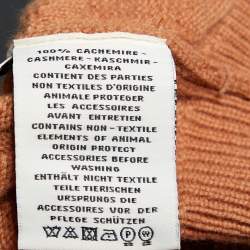 100% CACHEMIRE-
CASHMERE-KASCHMIR-
CAXEMIRA
CONTIENT DES PARTIES
NON TEXTILES D'ORIGINE
ANIMALE PROTEGER
LES ACCESSOIRES
AVANT ENTRETIEN
CONTAINS NON-TEXTILE
ELEMENTS OF ANIMAL
ORIGIN PROTECT
ACCESSORIES BEFORE
WASHING
ENTHÄLT NICHT TEXTILE
TEILE TIERISCHEN
URSPRUNGS DIE
ACCESSOIRES VOR DER
PFLEGE SCHÜTZEN